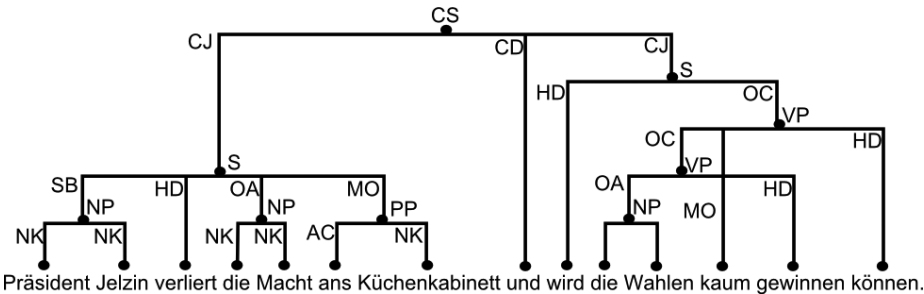 CS
CJ CD CJ
S
HD OC
VP
OC HD
S VP
SB HD OA MO OA HD
NP NP PP NP MO
NK NK NK NK AC NK
Präsident Jelzin verliert die Macht ans Küchenkabinett und wird die Wahlen kaum gewinnen können.